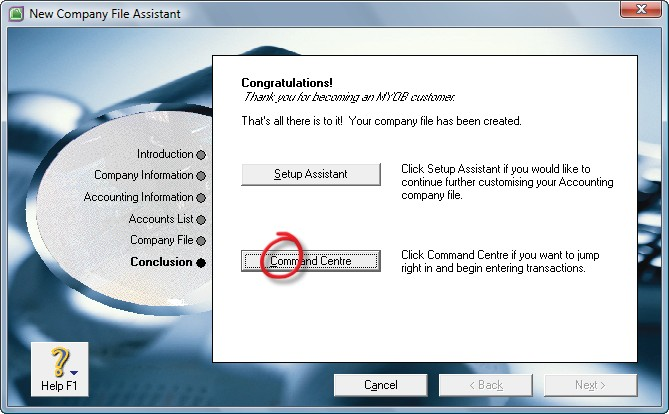 New Company File Assistant
Congratulations!
Thank you for becoming an MYOB customer.
That's all there is to it! Your company file has been created.
Introduction
Company Information
Accounting Information
Accounts List
Company File
Conclusion
Setup Assistant
Click Setup Assistant if you would like to
continue further customising your Accounting
company file.
Command Centre
Click Command Centre if you want to jump
right in and begin entering transactions.
Help F1
Cancel
< Back
Next >